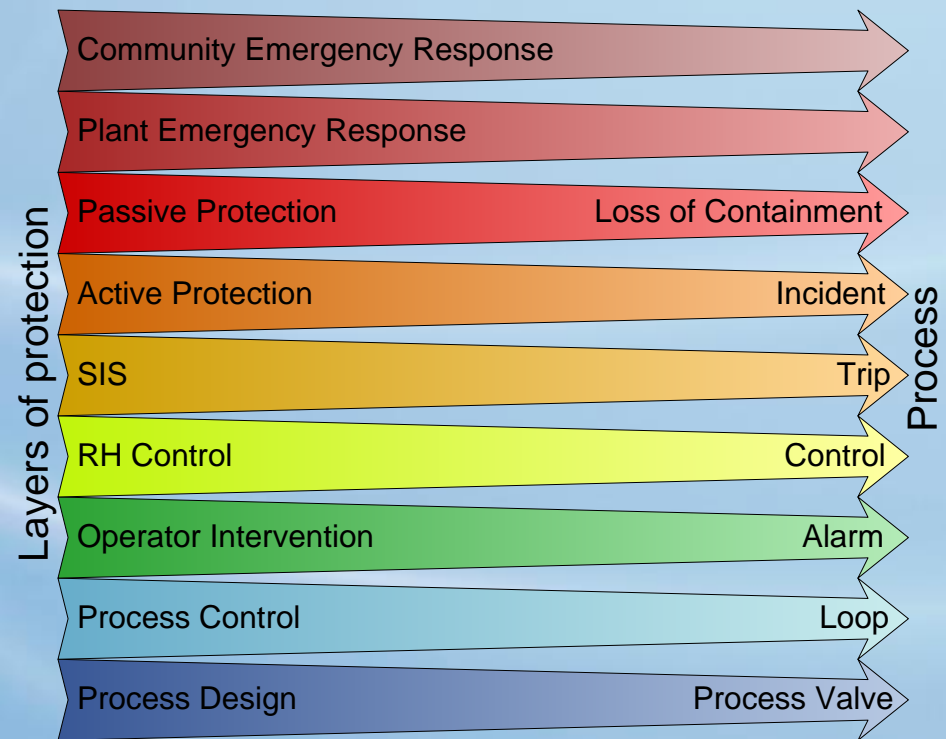 Layers of protection
Community Emergency Response
Plant Emergency Response
Passive Protection Loss of Containment
Active Protection Incident
SIS Trip
RH Control Control
Operator Intervention Alarm
Process Control Loop
Process Design Process Valve
Process